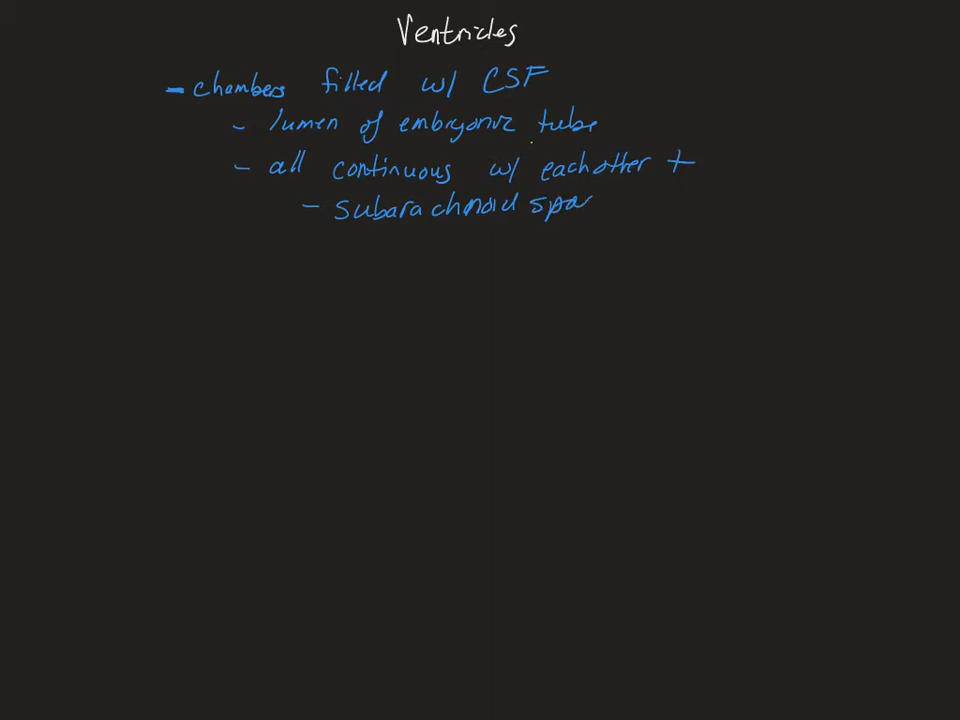 Ventricles
- chambers filled w/ CSF
- lumen of embryonic tube
- all continuous w/ eachother +
- subarachnoid spa